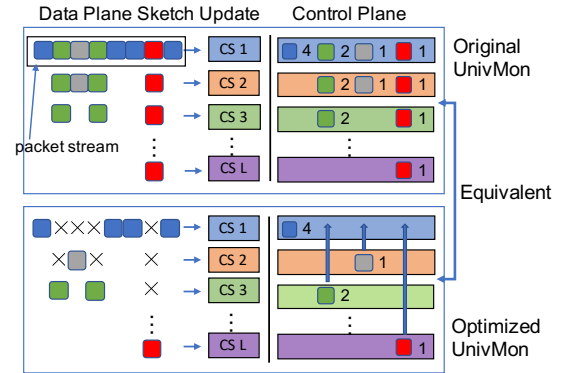 Data Plane Sketch Update
Control Plane
CS 1
4 2 1 1
Original
UnivMon
CS 2
2 1 1
CS 3
2 1
packet stream
CS L
1
Equivalent
CS 1
4
CS 2
1
CS 3
2
CS L
1
Optimized
UnivMon